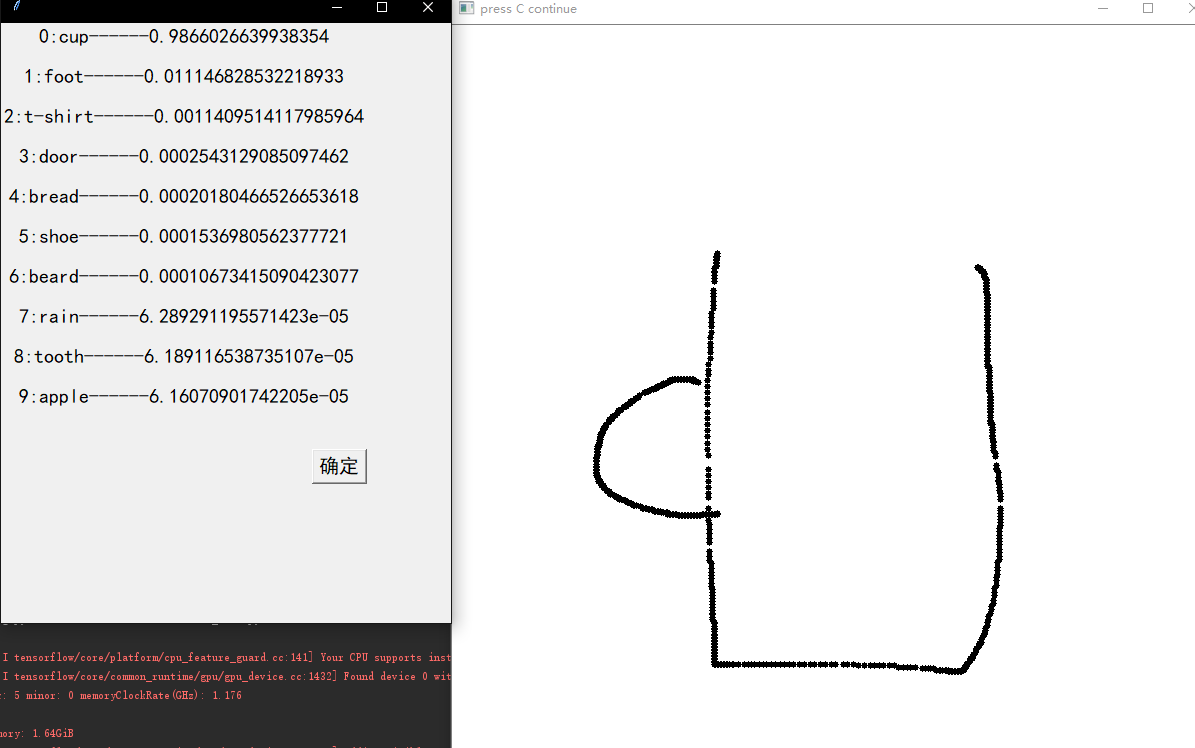 press C continue
0:cup------0.9866026639938354
1:foot------0.011146828532218933
2:t-shirt------0.0011409514117985964
3:door------0.0002543129085097462
4:bread------0.00020180466526653618
5:shoe------0.0001536980562377721
6:beard------0.00010673415090423077
7:rain------6.289291195571423e-05
8:tooth------6.189116538735107e-05
9:apple------6.16070901742205e-05
确定
I tensorflow/core/platform/cpu_feature_guard.cc:141] Your CPU supports inst
I tensorflow/core/common_runtime/gpu/gpu_device.cc:1432] Found device 0 wit
: 5 minor: 0 memoryClockRate(GHz): 1.176
ory: 1.64GiB